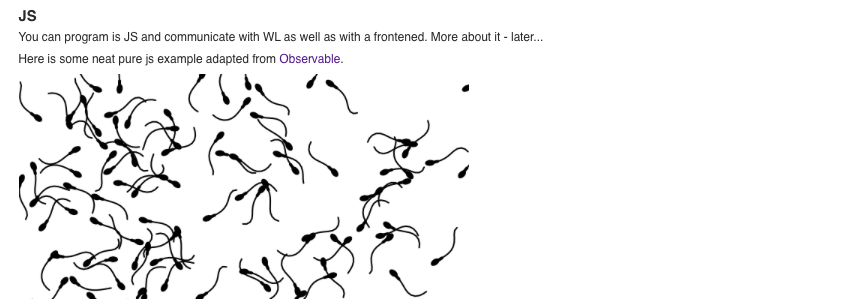 JS
You can program is JS and communicate with WL as well as with a frontened. More about it - later...
Here is some neat pure js example adapted from Observable.